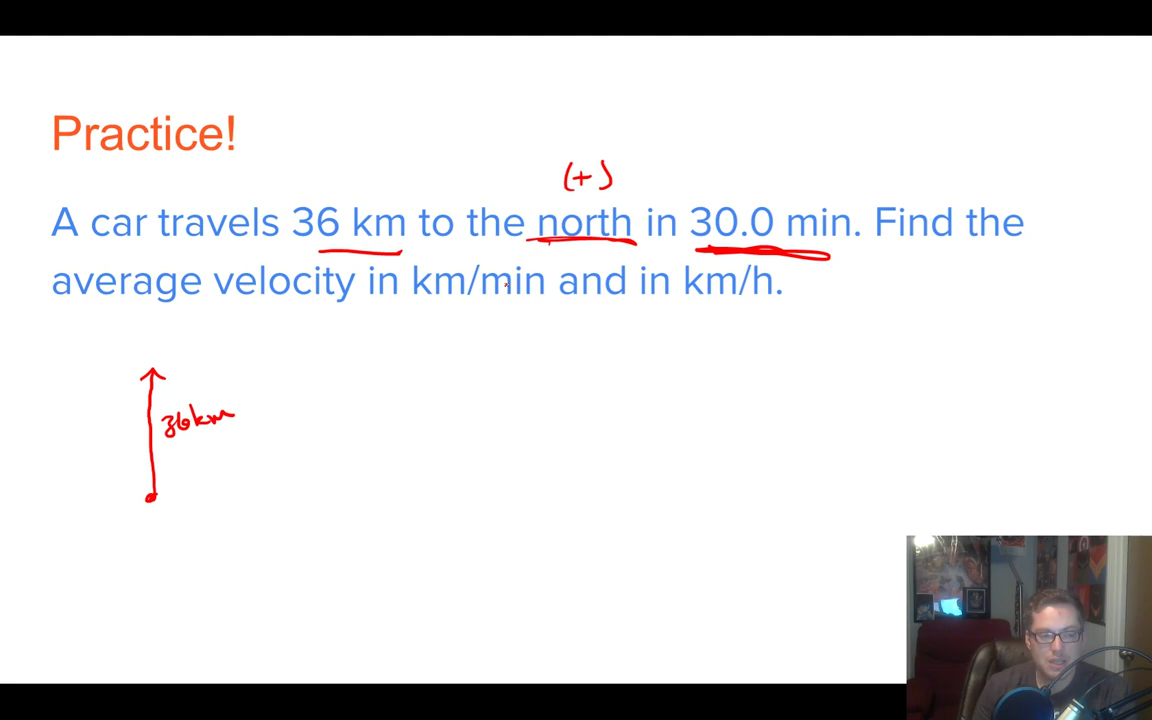 Practice!
(+)
A car travels 36 km to the north in 30.0 min. Find the
average velocity in km/min and in km/h.
36km